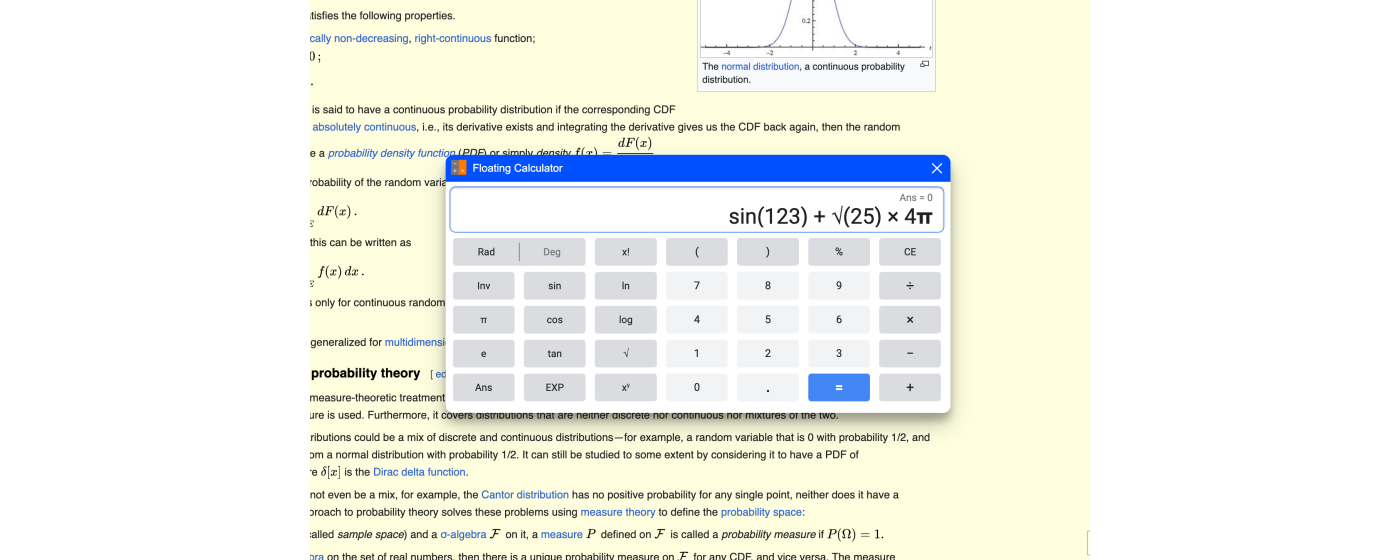 tisfies the following properties.
cally non-decreasing, right-continuous function;
0 ;
.
0.2
-4 -2 2 4 t
The normal distribution, a continuous probability
distribution.
is said to have a continuous probability distribution if the corresponding CDF
absolutely continuous, i.e., its derivative exists and integrating the derivative gives us the CDF back again, then the random
e a probability density function (PDF) or simply density f(x) = dF(x)
robability of the random varia
dF(x) .
this can be written as
f(x) dx .
s only for continuous random
generalized for multidimensi
probability theory [ ed
measure-theoretic treatment
Floating Calculator
Ans = 0
sin(123) + √(25) × 4π
Rad Deg x! ( ) % CE
Inv sin ln 7 8 9 ÷
π cos log 4 5 6 ×
e tan √ 1 2 3 −
Ans EXP xʸ 0 . = +
ure is used. Furthermore, it covers distributions that are neither discrete nor continuous nor mixtures of the two.
ributions could be a mix of discrete and continuous distributions—for example, a random variable that is 0 with probability 1/2, and
om a normal distribution with probability 1/2. It can still be studied to some extent by considering it to have a PDF of
re δ[x] is the Dirac delta function.
not even be a mix, for example, the Cantor distribution has no positive probability for any single point, neither does it have a
proach to probability theory solves these problems using measure theory to define the probability space:
alled sample space) and a σ-algebra ℱ on it, a measure P defined on ℱ is called a probability measure if P(Ω) = 1.
bra on the set of real numbers, then there is a unique probability measure on ℱ for any CDF, and vice versa. The measure